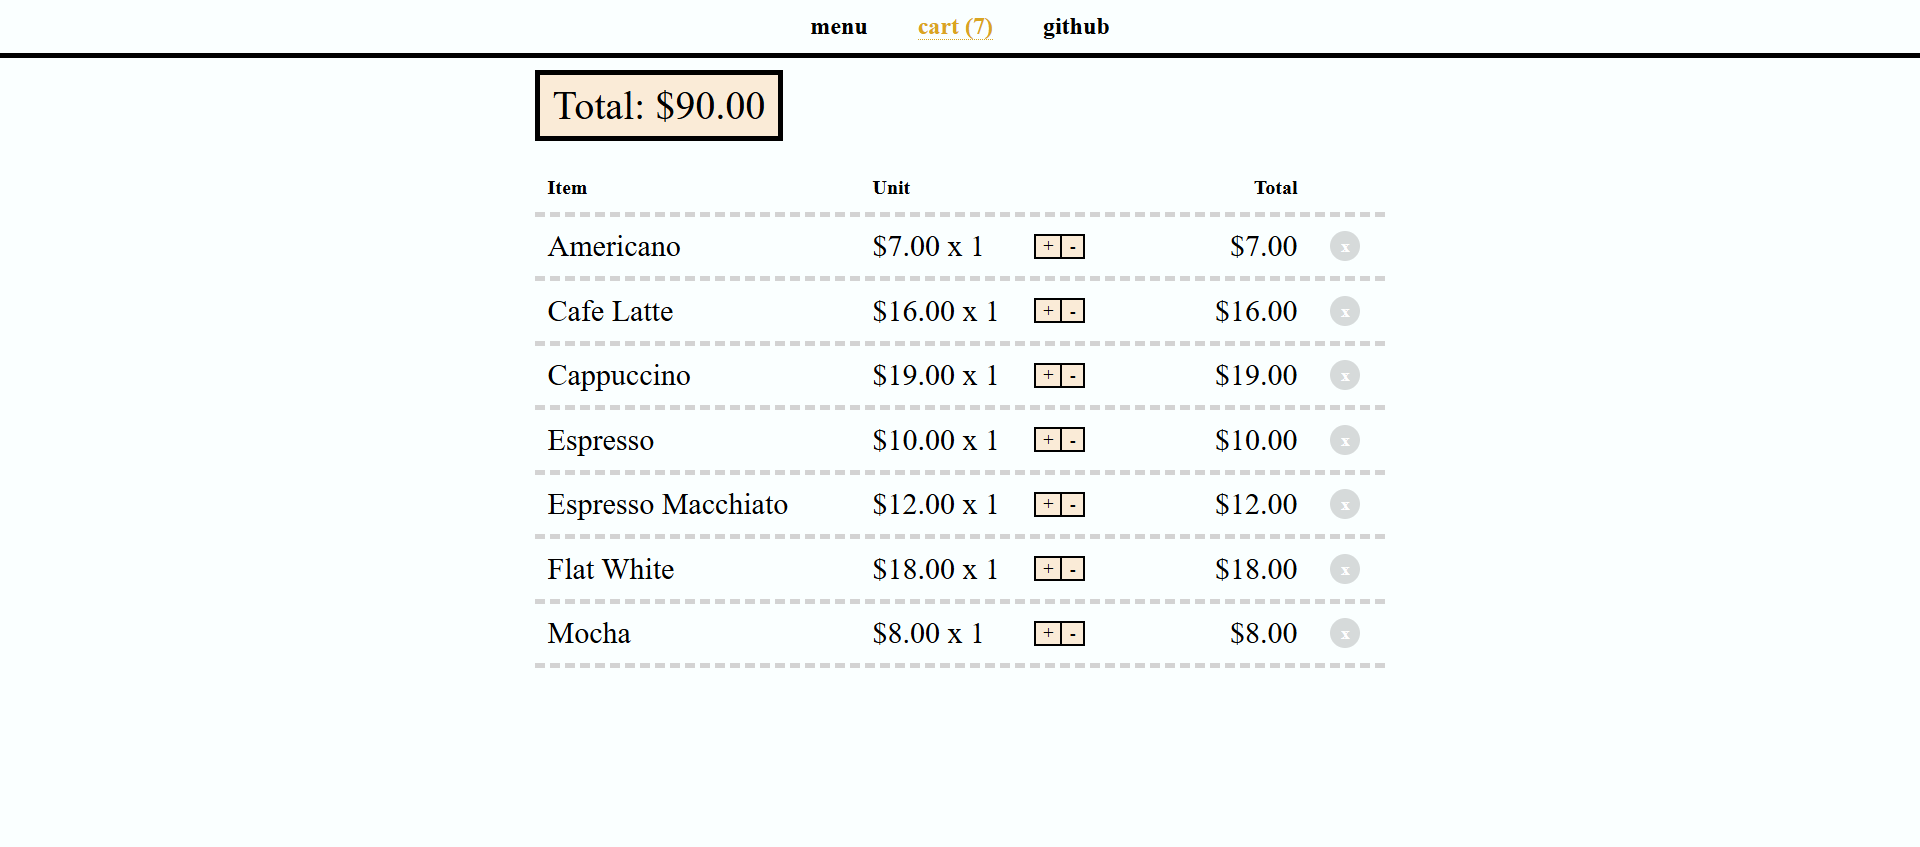 menu cart (7) github
Total: $90.00
Item Unit Total
Americano $7.00 x 1 + - $7.00 x
Cafe Latte $16.00 x 1 + - $16.00 x
Cappuccino $19.00 x 1 + - $19.00 x
Espresso $10.00 x 1 + - $10.00 x
Espresso Macchiato $12.00 x 1 + - $12.00 x
Flat White $18.00 x 1 + - $18.00 x
Mocha $8.00 x 1 + - $8.00 x